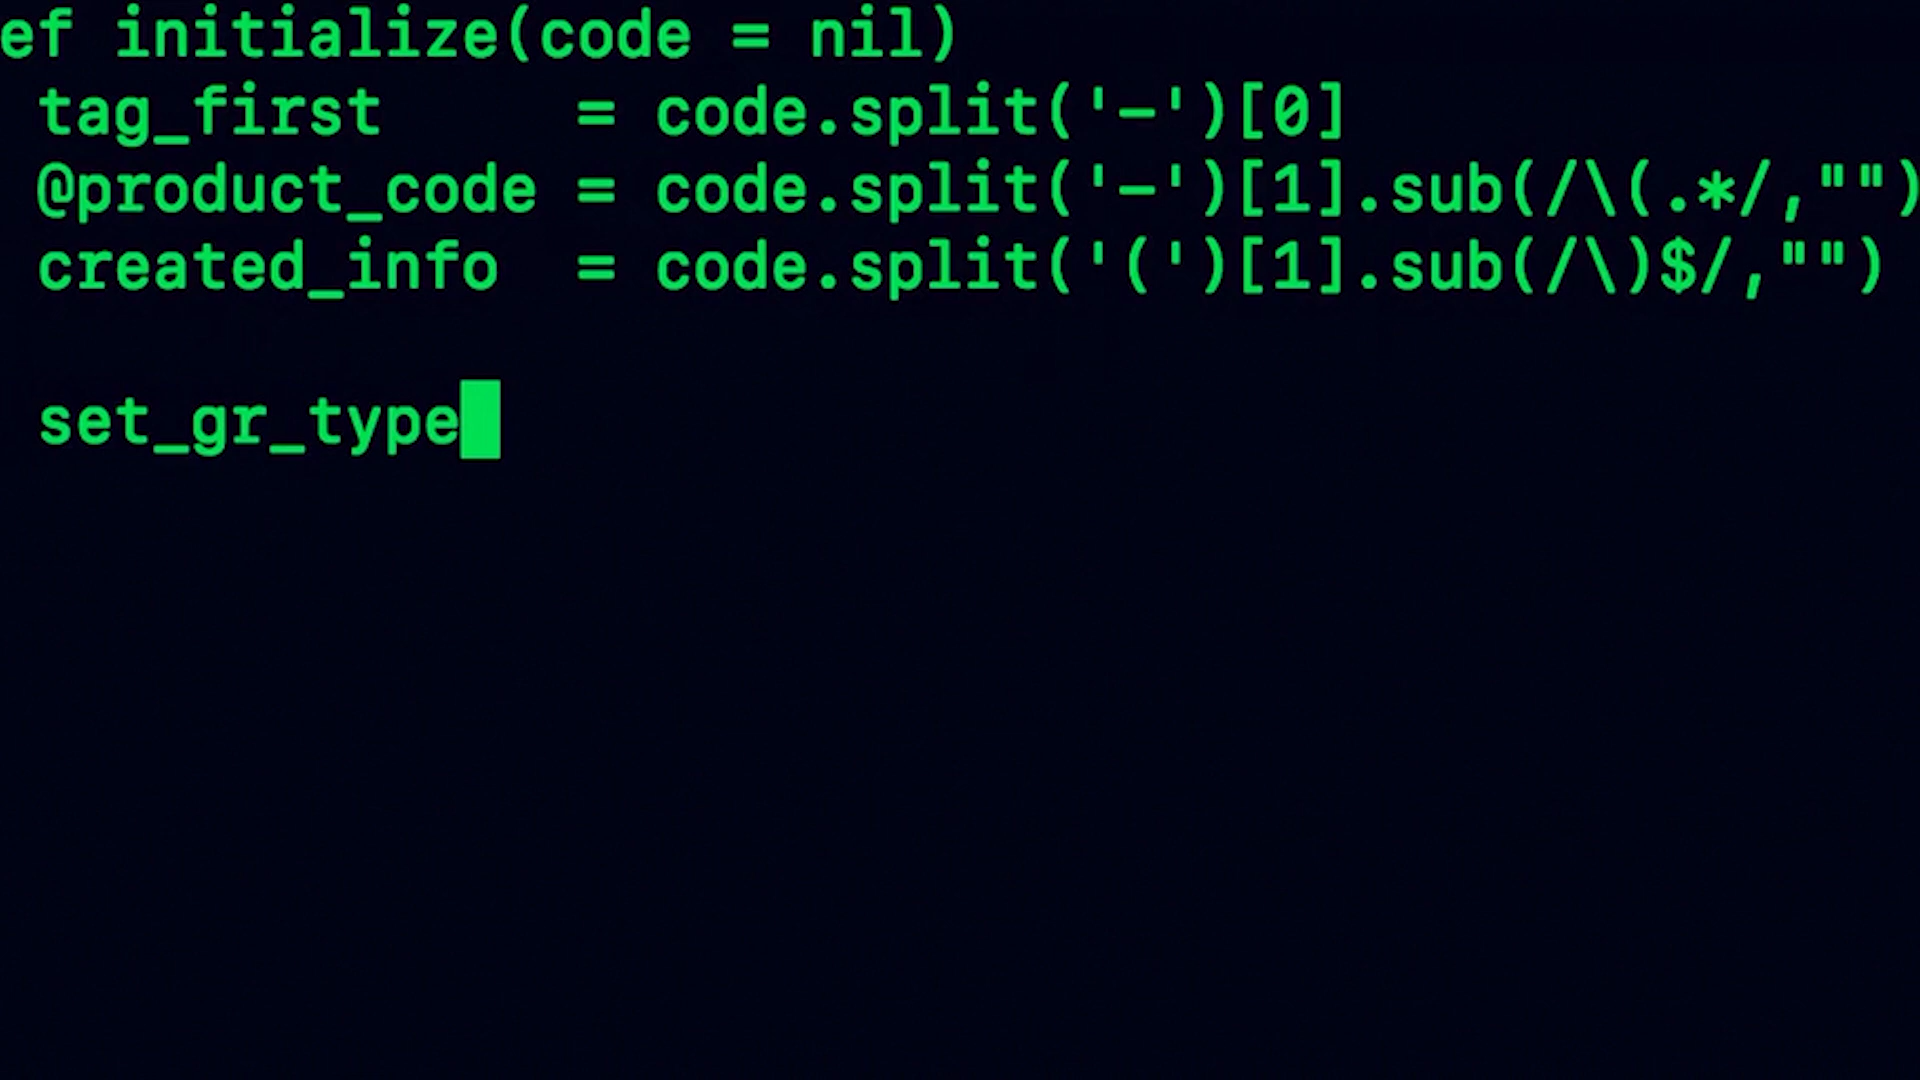 ef initialize(code = nil)
tag_first = code.split('-')[0]
@product_code = code.split('-')[1].sub(/\(.*/,"")
created_info = code.split('(')[1].sub(/\)$/,"")
set_gr_type